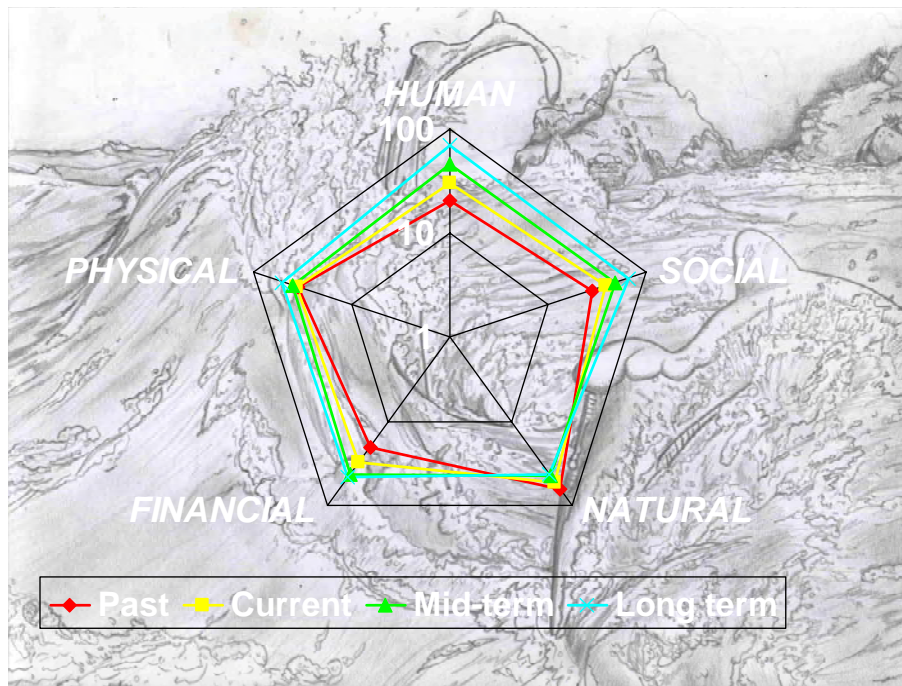 HUMAN
100
10
PHYSICAL
SOCIAL
1
FINANCIAL
NATURAL
Past Current Mid-term Long term